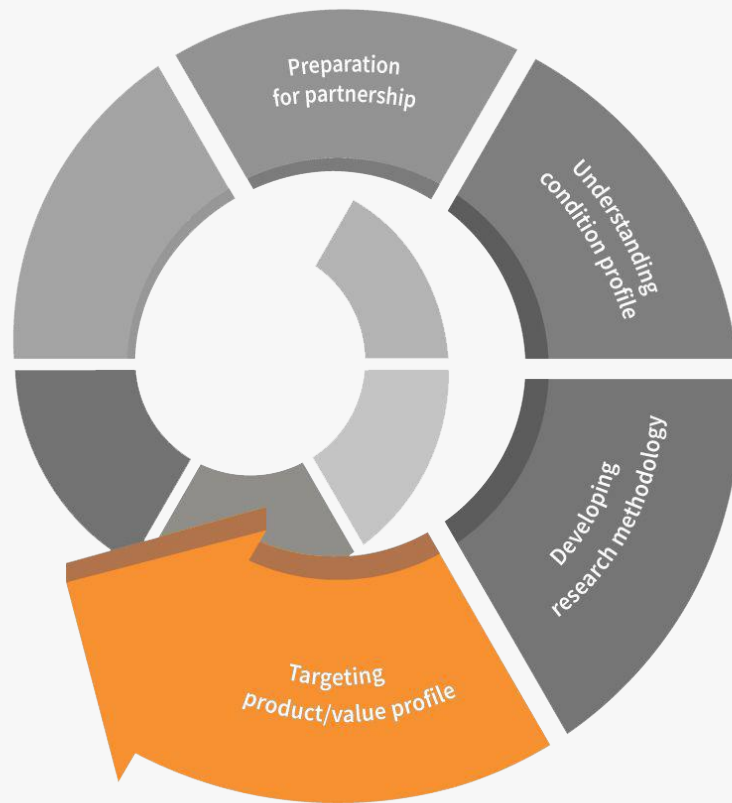 Preparation
for partnership
Understanding
condition profile
Developing
research methodology
Targeting
product/value profile